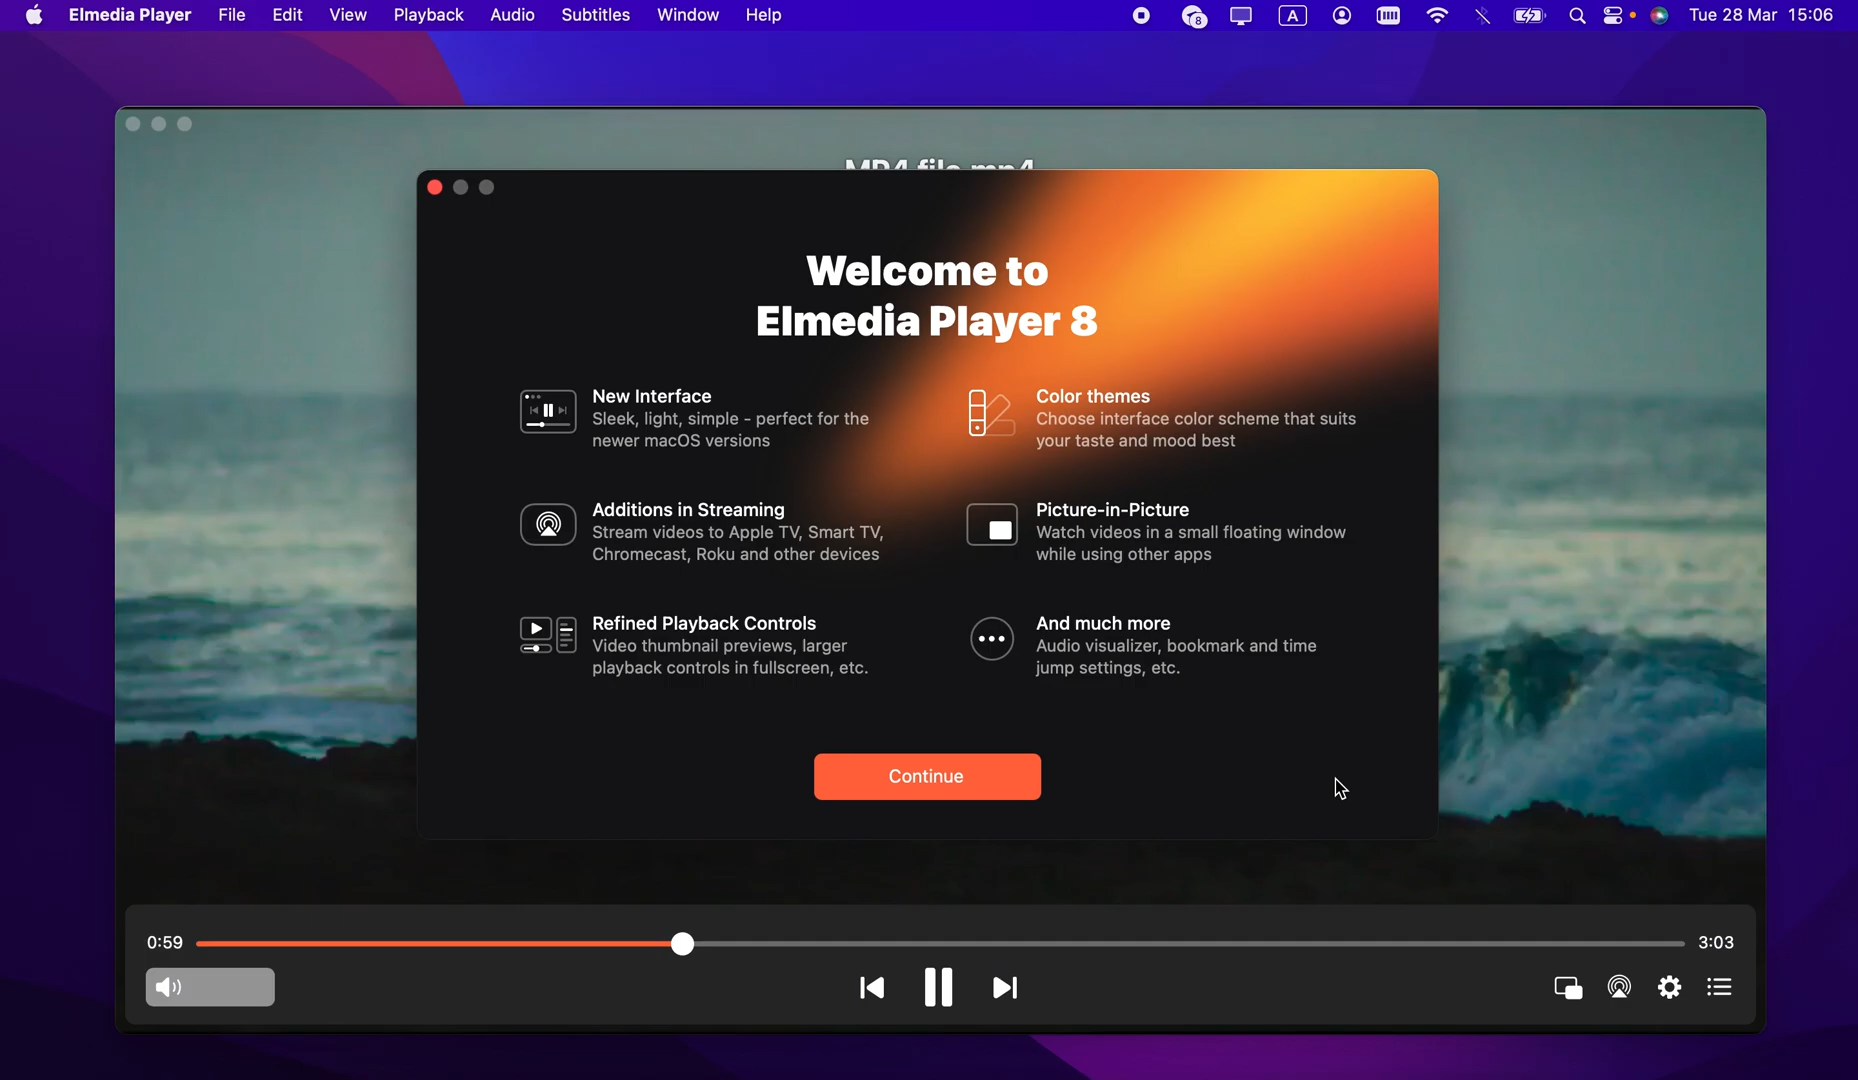 Elmedia Player File Edit View Playback Audio Subtitles Window Help 8 A Tue 28 Mar 15:06
MP4 file.mp4
Welcome to
Elmedia Player 8
New Interface
Sleek, light, simple - perfect for the
newer macOS versions
Color themes
Choose interface color scheme that suits
your taste and mood best
Additions in Streaming
Stream videos to Apple TV, Smart TV,
Chromecast, Roku and other devices
Picture-in-Picture
Watch videos in a small floating window
while using other apps
Refined Playback Controls
Video thumbnail previews, larger
playback controls in fullscreen, etc.
And much more
Audio visualizer, bookmark and time
jump settings, etc.
Continue
0:59 3:03